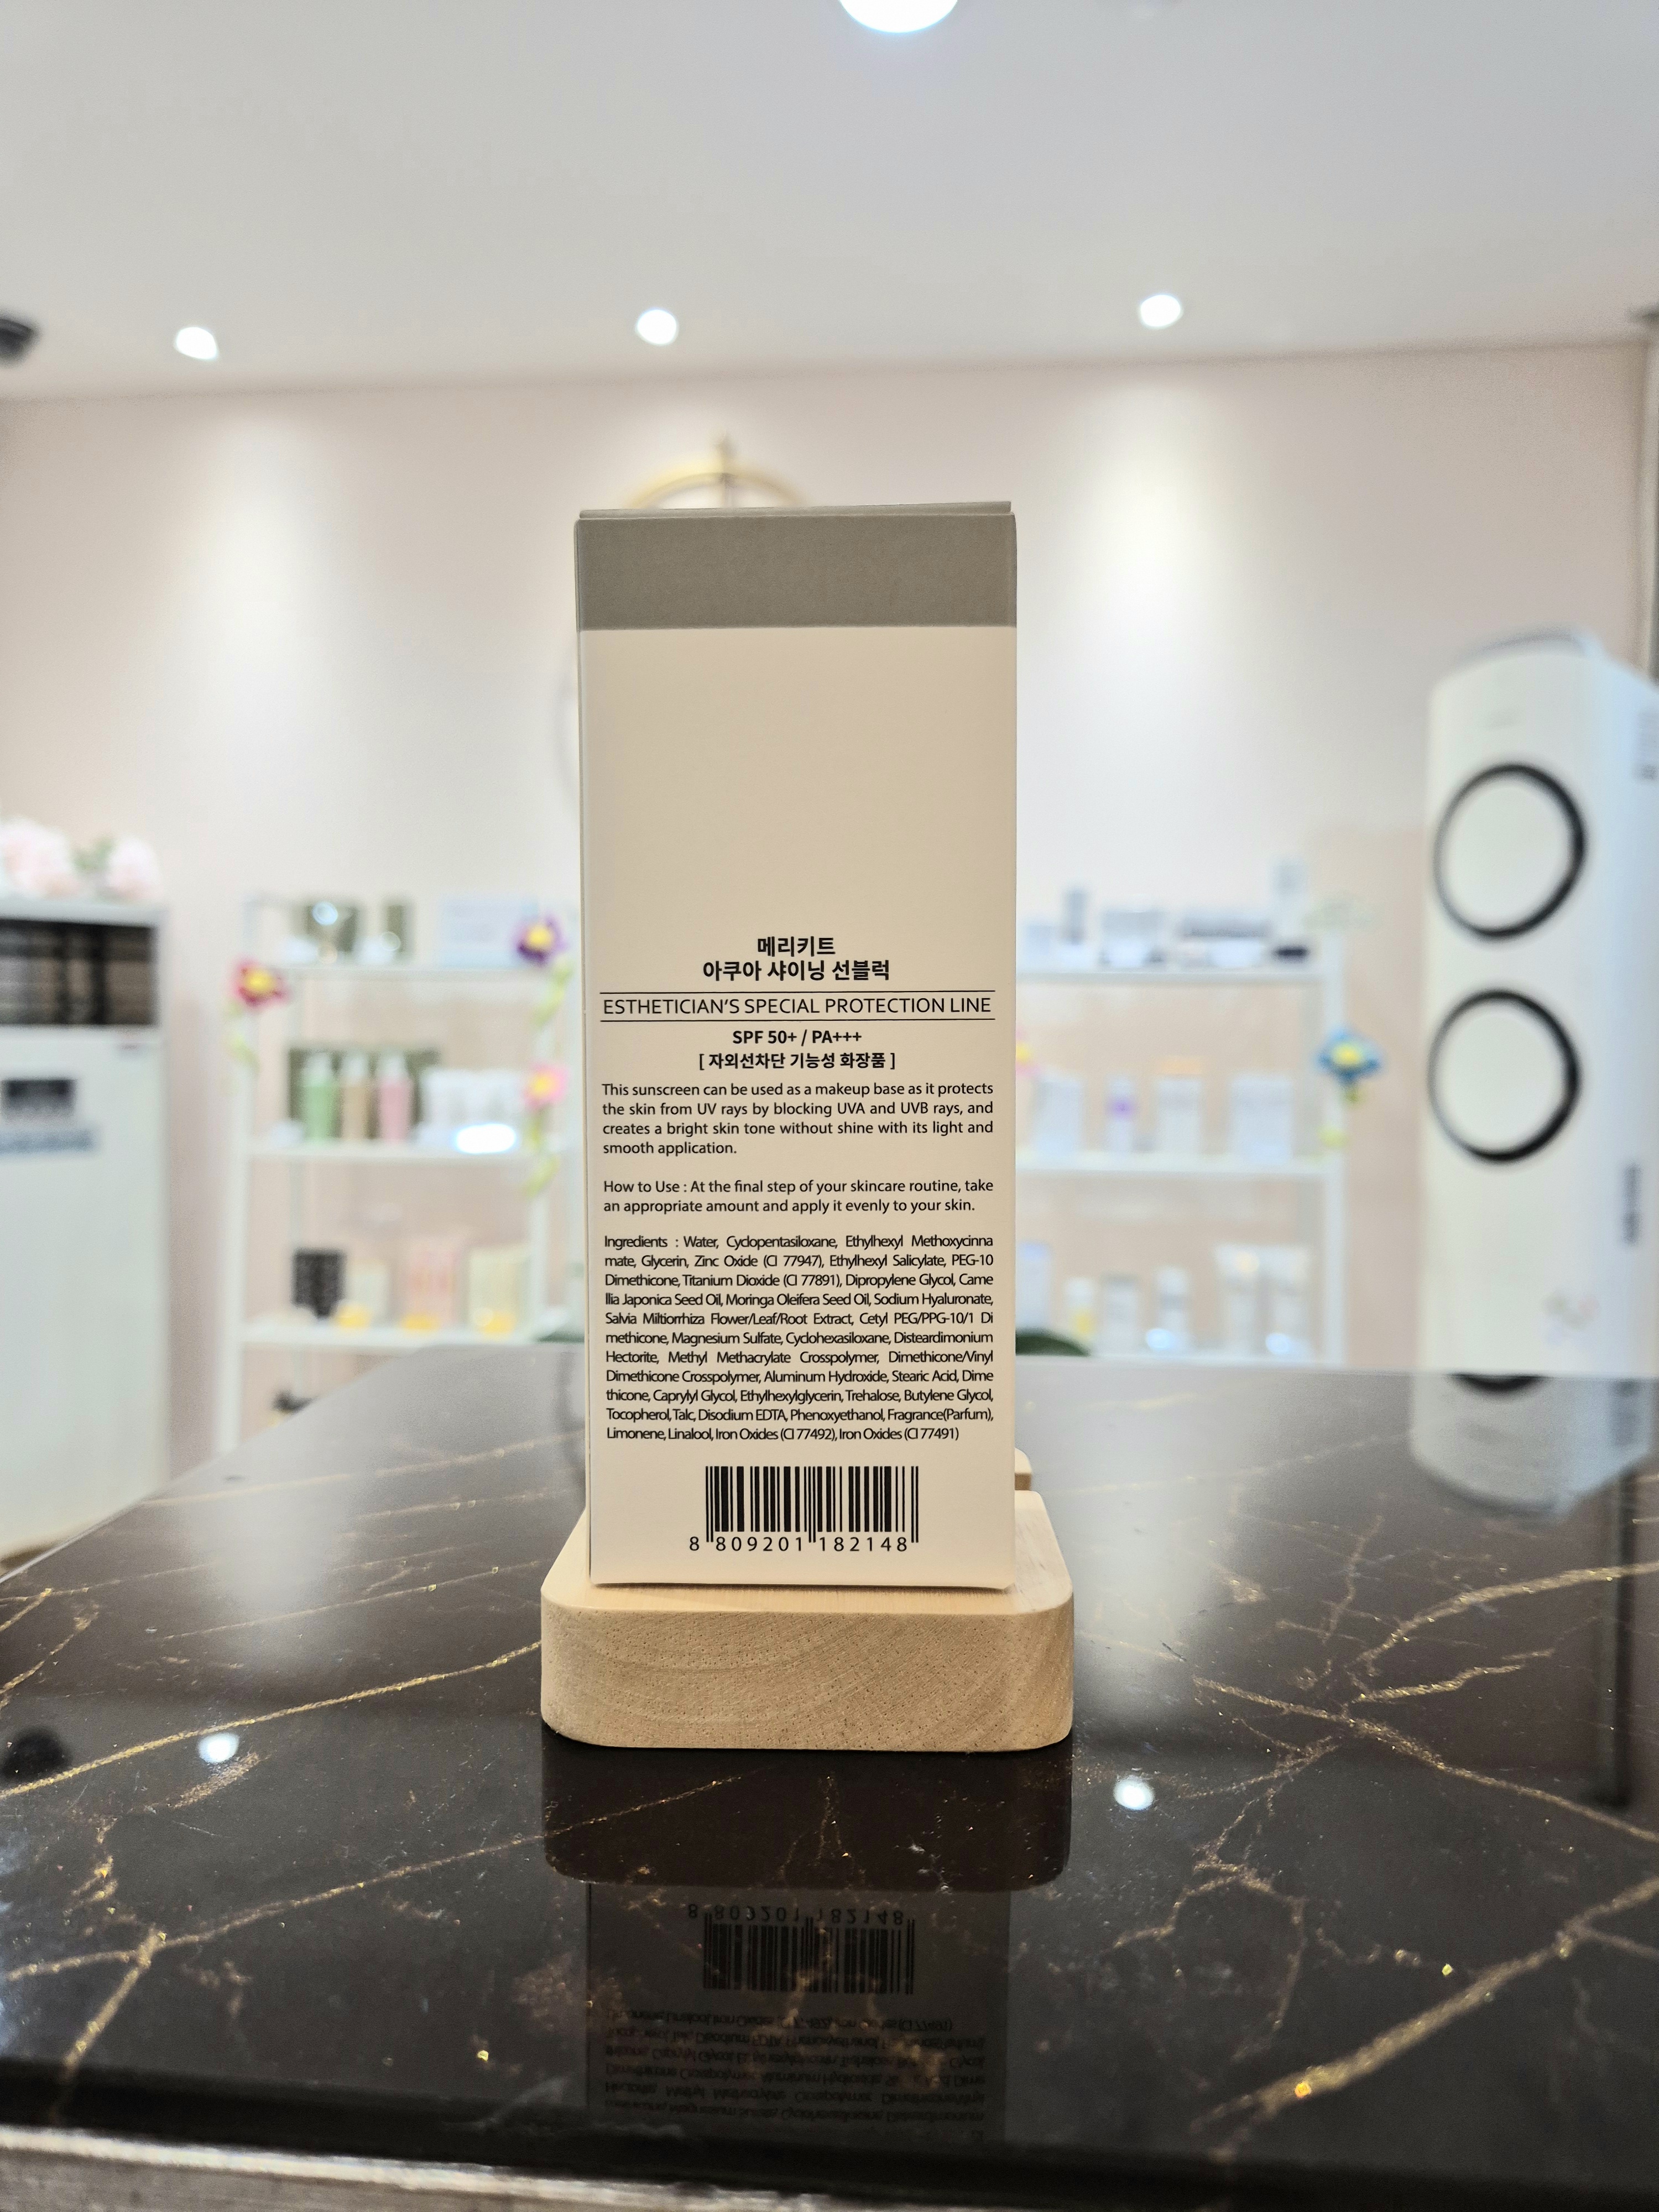 메리키트
아쿠아 샤이닝 선블럭
ESTHETICIAN'S SPECIAL PROTECTION LINE
SPF 50+ / PA+++
[ 자외선차단 기능성 화장품 ]
This sunscreen can be used as a makeup base as it protects
the skin from UV rays by blocking UVA and UVB rays, and
creates a bright skin tone without shine with its light and
smooth application.
How to Use : At the final step of your skincare routine, take
an appropriate amount and apply it evenly to your skin.
Ingredients : Water, Cyclopentasiloxane, Ethylhexyl Methoxycinna
mate, Glycerin, Zinc Oxide (CI 77947), Ethylhexyl Salicylate, PEG-10
Dimethicone, Titanium Dioxide (CI 77891), Dipropylene Glycol, Came
llia Japonica Seed Oil, Moringa Oleifera Seed Oil, Sodium Hyaluronate,
Salvia Miltiorrhiza Flower/Leaf/Root Extract, Cetyl PEG/PPG-10/1 Di
methicone, Magnesium Sulfate, Cyclohexasiloxane, Disteardimonium
Hectorite, Methyl Methacrylate Crosspolymer, Dimethicone/Vinyl
Dimethicone Crosspolymer, Aluminum Hydroxide, Stearic Acid, Dime
thicone, Caprylyl Glycol, Ethylhexylglycerin, Trehalose, Butylene Glycol,
Tocopherol, Talc, Disodium EDTA, Phenoxyethanol, Fragrance(Parfum),
Limonene, Linalool, Iron Oxides (CI 77492), Iron Oxides (CI 77491)
8 809201 182148